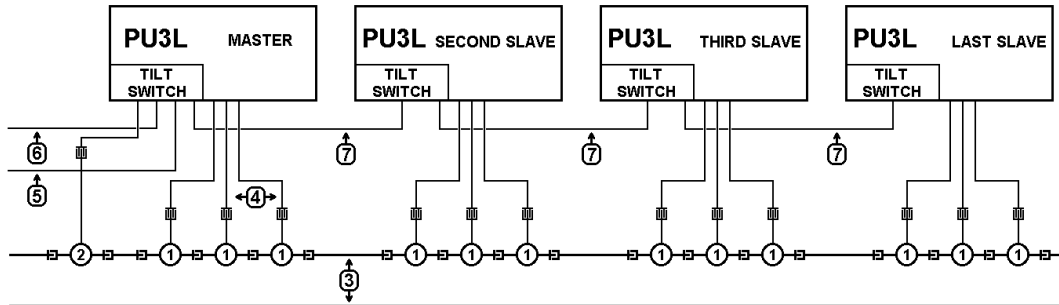 PU3L MASTER
TILT
SWITCH
PU3L SECOND SLAVE
TILT
SWITCH
PU3L THIRD SLAVE
TILT
SWITCH
PU3L LAST SLAVE
TILT
SWITCH
6
7
7
7
5
4
2
1
1
1
1
1
1
1
1
1
1
1
1
3